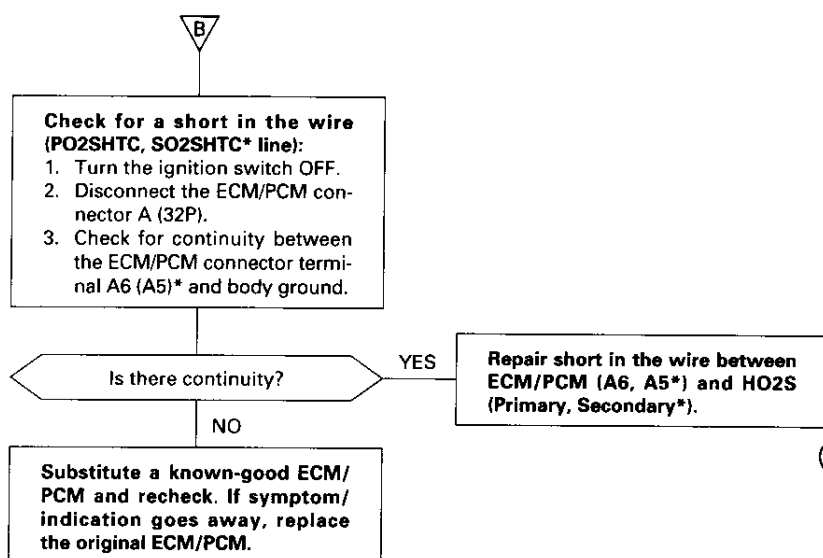 B
Check for a short in the wire
(PO2SHTC, SO2SHTC* line):
1. Turn the ignition switch OFF.
2. Disconnect the ECM/PCM con-
nector A (32P).
3. Check for continuity between
the ECM/PCM connector termi-
nal A6 (A5)* and body ground.
Is there continuity?
YES
Repair short in the wire between
ECM/PCM (A6, A5*) and HO2S
(Primary, Secondary*).
NO
Substitute a known-good ECM/
PCM and recheck. If symptom/
indication goes away, replace
the original ECM/PCM.